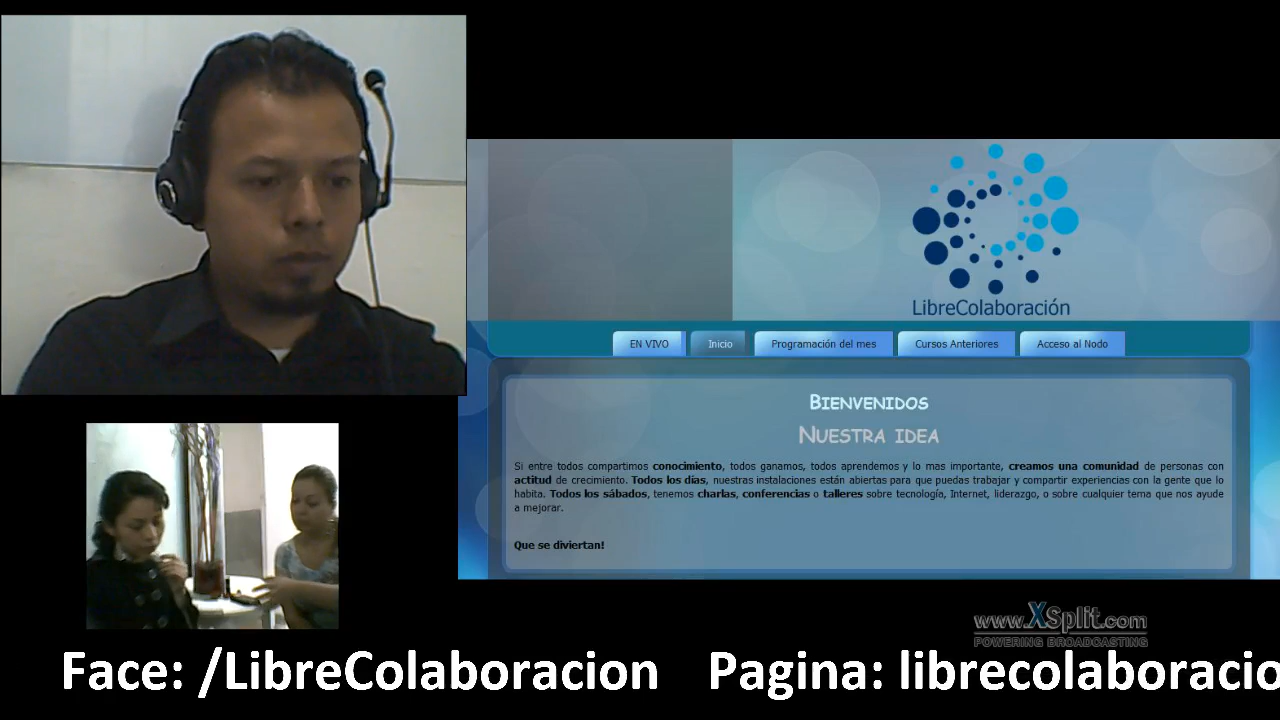 LibreColaboración
EN VIVO
Inicio
Programación del mes
Cursos Anteriores
Acceso al Nodo
BIENVENIDOS
NUESTRA IDEA
Si entre todos compartimos conocimiento, todos ganamos, todos aprendemos y lo mas importante, creamos una comunidad de personas con
actitud de crecimiento. Todos los días, nuestras instalaciones están abiertas para que puedas trabajar y compartir experiencias con la gente que lo
habita. Todos los sábados, tenemos charlas, conferencias o talleres sobre tecnología, Internet, liderazgo, o sobre cualquier tema que nos ayude
a mejorar.
Que se diviertan!
www.XSplit.com
POWERING BROADCASTING
Face: /LibreColaboracion Pagina: librecolaboracio